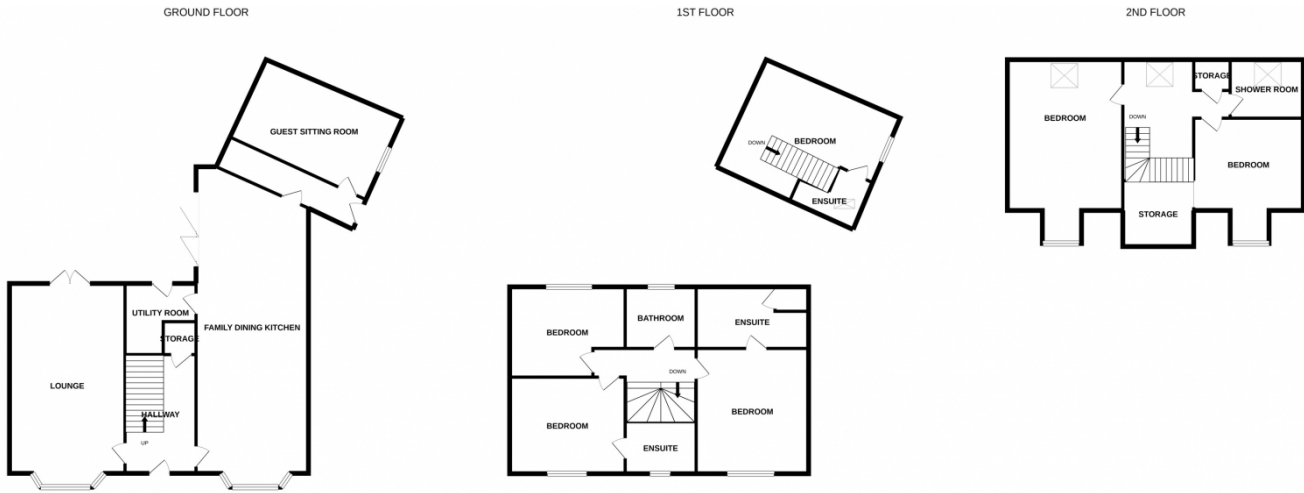 GROUND FLOOR
GUEST SITTING ROOM
UTILITY ROOM
STORAGE
FAMILY DINING KITCHEN
LOUNGE
HALLWAY
UP
1ST FLOOR
BEDROOM
DOWN
ENSUITE
BEDROOM
BATHROOM
ENSUITE
DOWN
BEDROOM
BEDROOM
ENSUITE
2ND FLOOR
STORAGE
SHOWER ROOM
BEDROOM
DOWN
BEDROOM
STORAGE